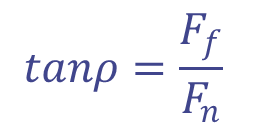 tanρ = F_f / F_n